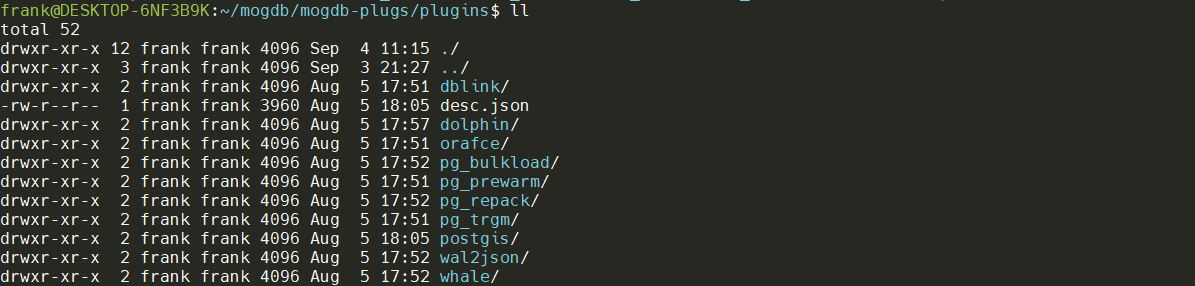 frank@DESKTOP-6NF3B9K:~/mogdb/mogdb-plugs/plugins$ ll
total 52
drwxr-xr-x 12 frank frank 4096 Sep  4 11:15 ./
drwxr-xr-x  3 frank frank 4096 Sep  3 21:27 ../
drwxr-xr-x  2 frank frank 4096 Aug  5 17:51 dblink/
-rw-r--r--  1 frank frank 3960 Aug  5 18:05 desc.json
drwxr-xr-x  2 frank frank 4096 Aug  5 17:57 dolphin/
drwxr-xr-x  2 frank frank 4096 Aug  5 17:51 orafce/
drwxr-xr-x  2 frank frank 4096 Aug  5 17:52 pg_bulkload/
drwxr-xr-x  2 frank frank 4096 Aug  5 17:51 pg_prewarm/
drwxr-xr-x  2 frank frank 4096 Aug  5 17:52 pg_repack/
drwxr-xr-x  2 frank frank 4096 Aug  5 17:51 pg_trgm/
drwxr-xr-x  2 frank frank 4096 Aug  5 18:05 postgis/
drwxr-xr-x  2 frank frank 4096 Aug  5 17:52 wal2json/
drwxr-xr-x  2 frank frank 4096 Aug  5 17:52 whale/